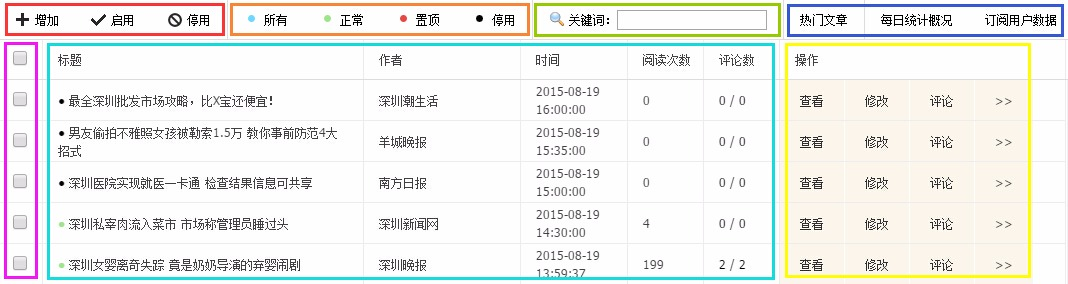 增加 启用 停用 所有 正常 置顶 停用 关键词: 热门文章 每日统计概况 订阅用户数据
标题 作者 时间 阅读次数 评论数 操作
最全深圳批发市场攻略，比X宝还便宜！ 深圳潮生活 2015-08-19 16:00:00 0 0 / 0 查看 修改 评论 >>
男友偷拍不雅照女孩被勒索1.5万 教你事前防范4大
招式 羊城晚报 2015-08-19 15:35:00 0 0 / 0 查看 修改 评论 >>
深圳医院实现就医一卡通 检查结果信息可共享 南方日报 2015-08-19 15:00:00 0 0 / 0 查看 修改 评论 >>
深圳私宰肉流入菜市 市场称管理员睡过头 深圳新闻网 2015-08-19 14:30:00 4 0 / 0 查看 修改 评论 >>
深圳女婴离奇失踪 竟是奶奶导演的弃婴闹剧 深圳晚报 2015-08-19 13:59:37 199 2 / 2 查看 修改 评论 >>